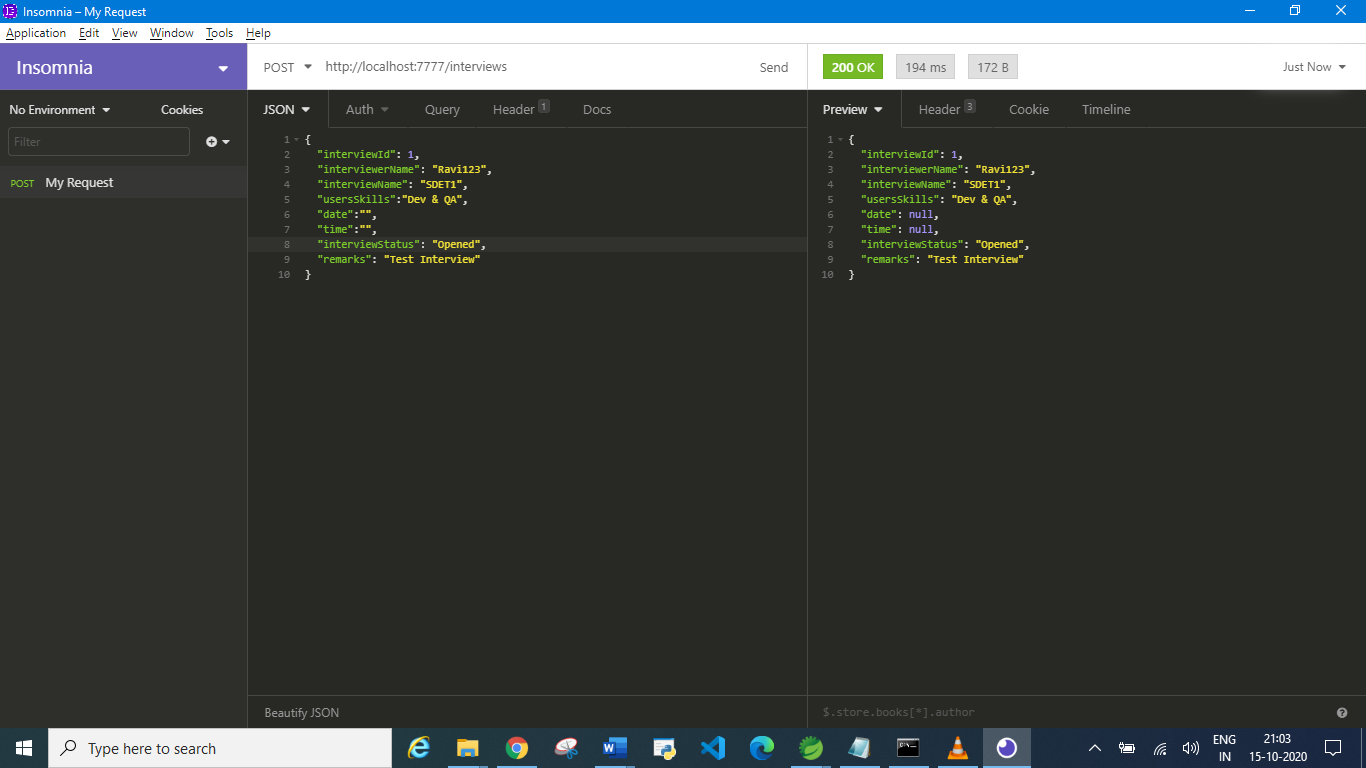 Insomnia – My Request
Application Edit View Window Tools Help
Insomnia
POST http://localhost:7777/interviews Send
200 OK 194 ms 172 B Just Now
No Environment Cookies
JSON Auth Query Header 1 Docs
Preview Header 3 Cookie Timeline
Filter
POST My Request
1 {
2 "interviewId": 1,
3 "interviewerName": "Ravi123",
4 "interviewName": "SDET1",
5 "usersSkills":"Dev & QA",
6 "date":"",
7 "time":"",
8 "interviewStatus": "Opened",
9 "remarks": "Test Interview"
10 }
1 {
2 "interviewId": 1,
3 "interviewerName": "Ravi123",
4 "interviewName": "SDET1",
5 "usersSkills": "Dev & QA",
6 "date": null,
7 "time": null,
8 "interviewStatus": "Opened",
9 "remarks": "Test Interview"
10 }
Beautify JSON
$.store.books[*].author
Type here to search
ENG
IN
21:03
15-10-2020